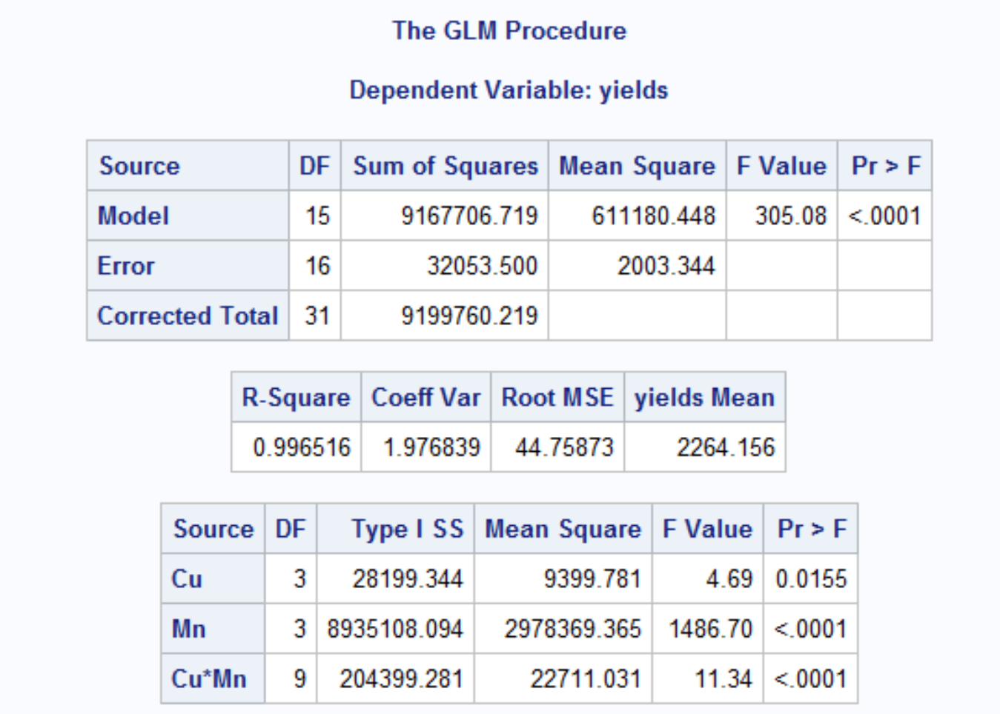 The GLM Procedure
Dependent Variable: yields
Source DF Sum of Squares Mean Square F Value Pr > F
Model 15 9167706.719 611180.448 305.08 <.0001
Error 16 32053.500 2003.344
Corrected Total 31 9199760.219
R-Square Coeff Var Root MSE yields Mean
0.996516 1.976839 44.75873 2264.156
Source DF Type I SS Mean Square F Value Pr > F
Cu 3 28199.344 9399.781 4.69 0.0155
Mn 3 8935108.094 2978369.365 1486.70 <.0001
Cu*Mn 9 204399.281 22711.031 11.34 <.0001